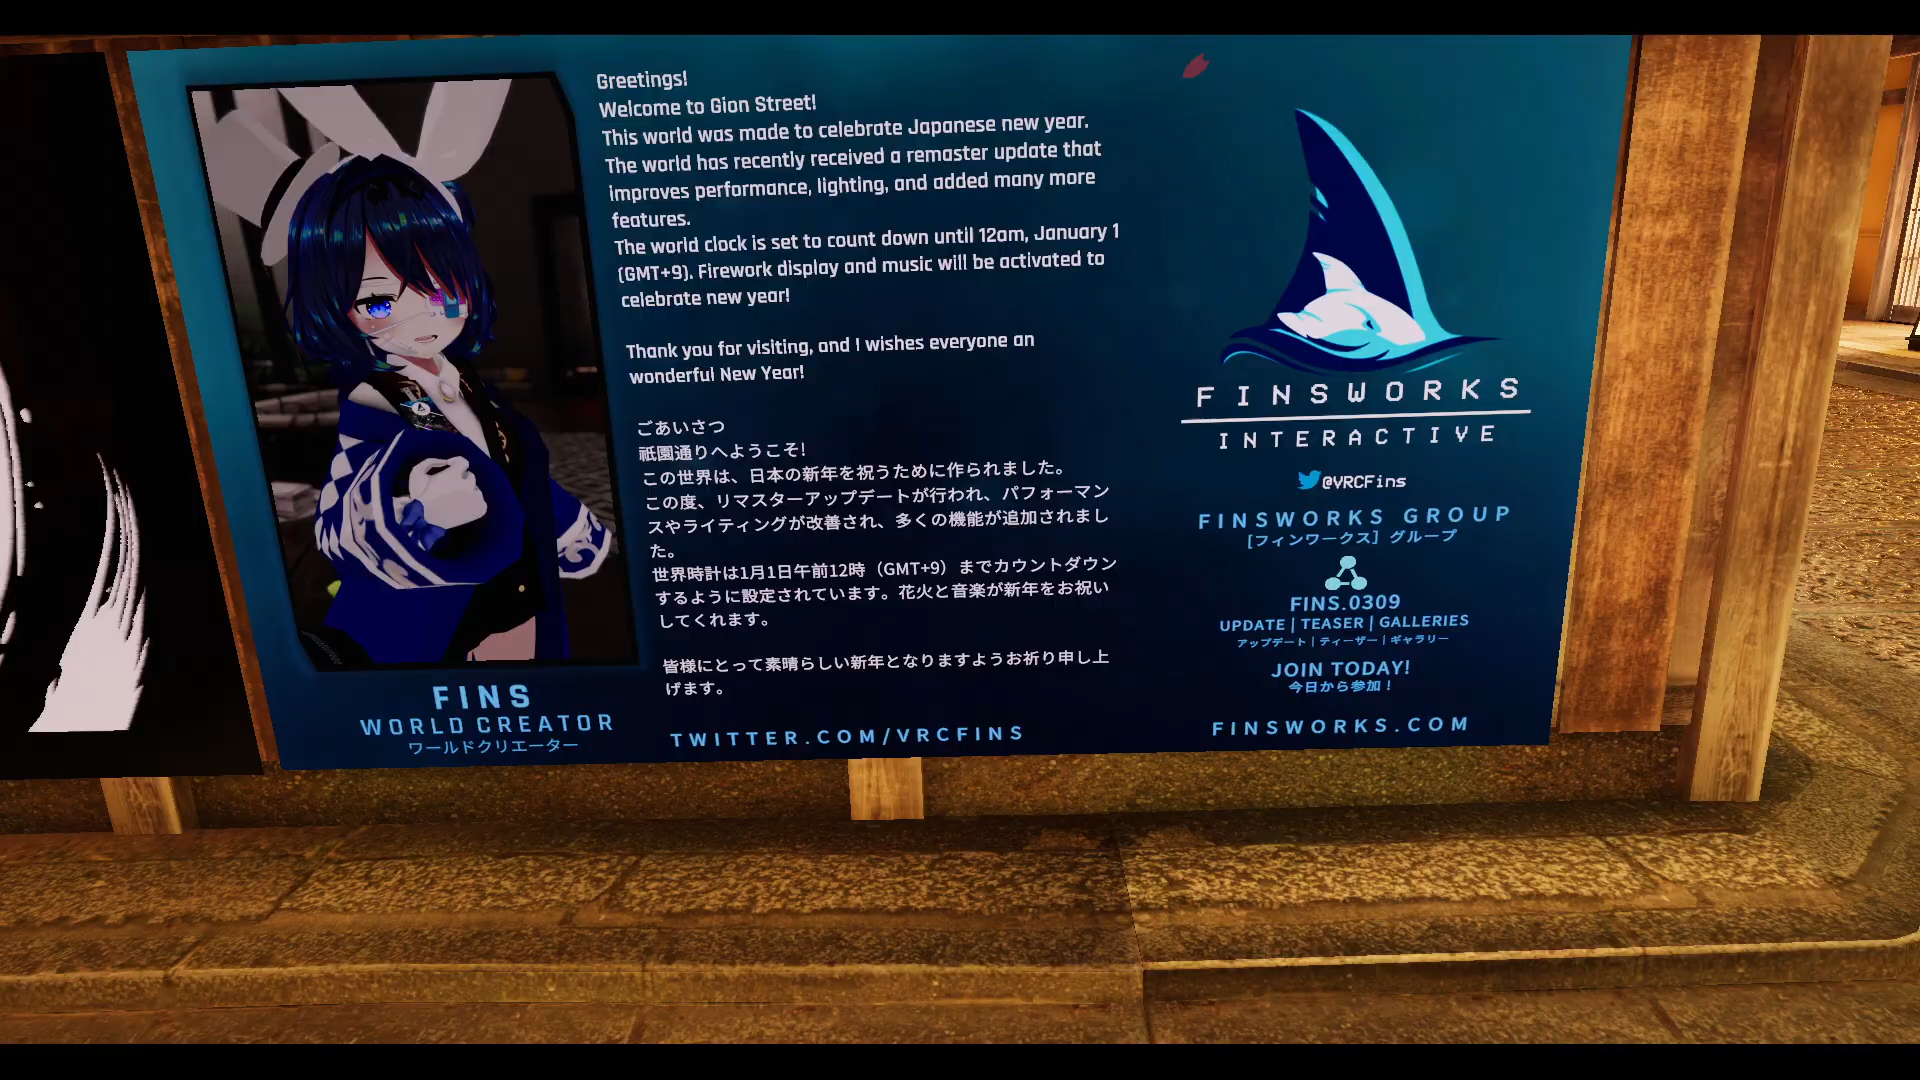 Greetings!
Welcome to Gion Street!
This world was made to celebrate Japanese new year.
The world has recently received a remaster update that
improves performance, lighting, and added many more
features.
The world clock is set to count down until 12am, January 1
(GMT+9). Firework display and music will be activated to
celebrate new year!
Thank you for visiting, and I wishes everyone an
wonderful New Year!
ごあいさつ
祇園通りへようこそ!
この世界は、日本の新年を祝うために作られました。
この度、リマスターアップデートが行われ、パフォーマン
スやライティングが改善され、多くの機能が追加されまし
た。
世界時計は1月1日午前12時（GMT+9）までカウントダウン
するように設定されています。花火と音楽が新年をお祝い
してくれます。
皆様にとって素晴らしい新年となりますようお祈り申し上
げます。
TWITTER.COM/VRCFINS
FINS
WORLD CREATOR
ワールドクリエーター
FINSWORKS
INTERACTIVE
@VRCFins
FINSWORKS GROUP
[フィンワークス］グループ
FINS.0309
UPDATE | TEASER | GALLERIES
アップデート | ティーザー | ギャラリー
JOIN TODAY!
今日から参加！
FINSWORKS.COM